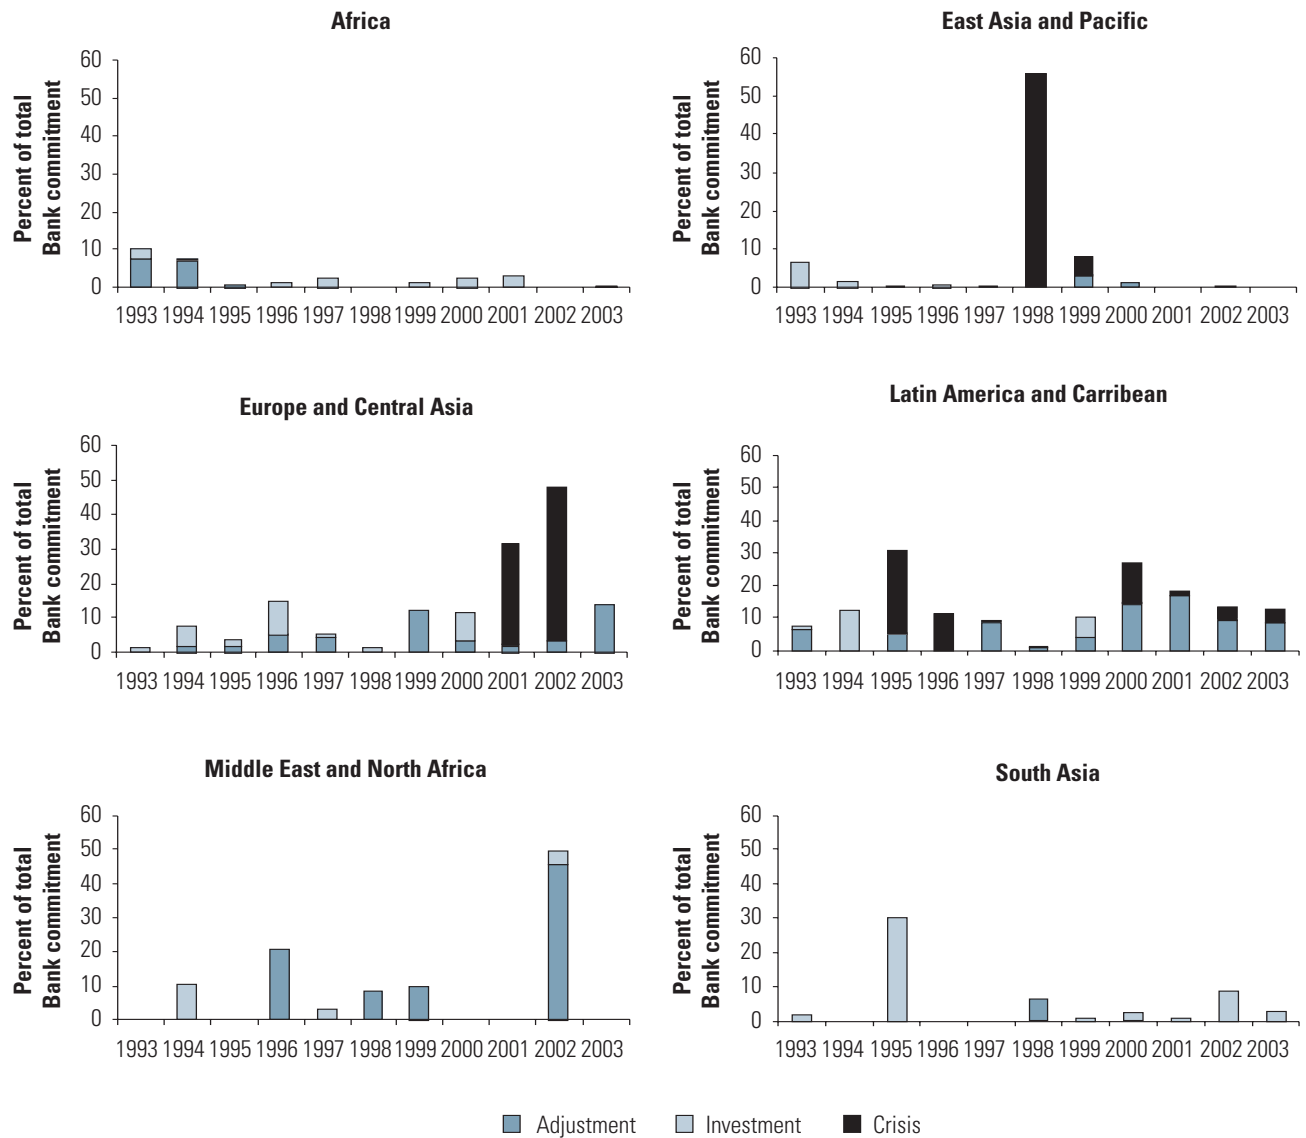 Africa
Percent of total
Bank commitment
60
50
40
30
20
10
0
1993 1994 1995 1996 1997 1998 1999 2000 2001 2002 2003
East Asia and Pacific
Percent of total
Bank commitment
60
50
40
30
20
10
0
1993 1994 1995 1996 1997 1998 1999 2000 2001 2002 2003
Europe and Central Asia
Percent of total
Bank commitment
60
50
40
30
20
10
0
1993 1994 1995 1996 1997 1998 1999 2000 2001 2002 2003
Latin America and Carribean
Percent of total
Bank commitment
60
50
40
30
20
10
0
1993 1994 1995 1996 1997 1998 1999 2000 2001 2002 2003
Middle East and North Africa
Percent of total
Bank commitment
60
50
40
30
20
10
0
1993 1994 1995 1996 1997 1998 1999 2000 2001 2002 2003
South Asia
Percent of total
Bank commitment
60
50
40
30
20
10
0
1993 1994 1995 1996 1997 1998 1999 2000 2001 2002 2003
Adjustment Investment Crisis